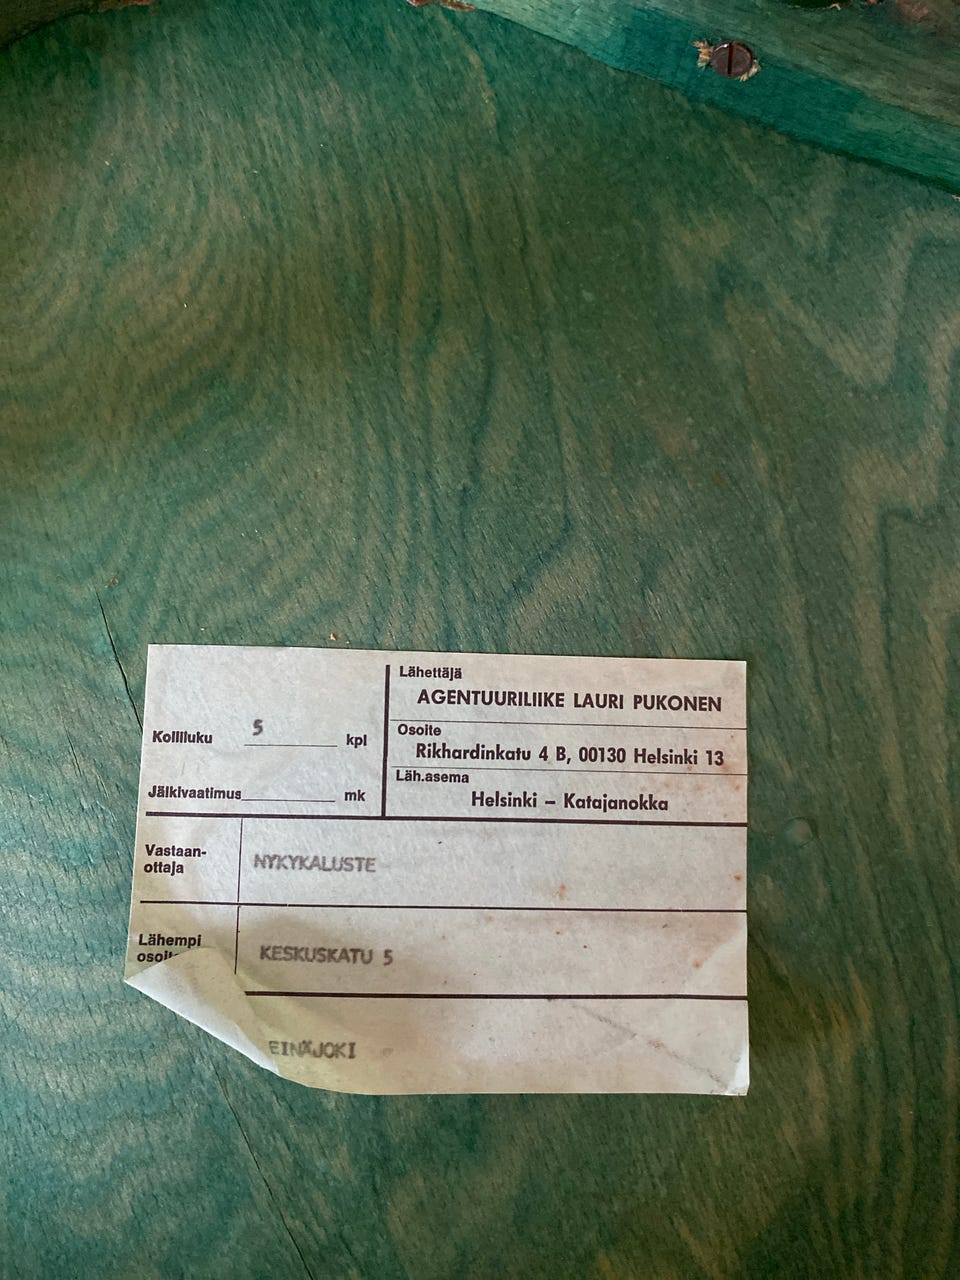 Kolliluku 5 kpl
Jälkivaatimus mk
Lähettäjä
AGENTUURILIIKE LAURI PUKONEN
Osoite
Rikhardinkatu 4 B, 00130 Helsinki 13
Läh.asema
Helsinki – Katajanokka
Vastaan-
ottaja
NYKYKALUSTE
Lähempi
osoite
KESKUSKATU 5
EINÄJOKI